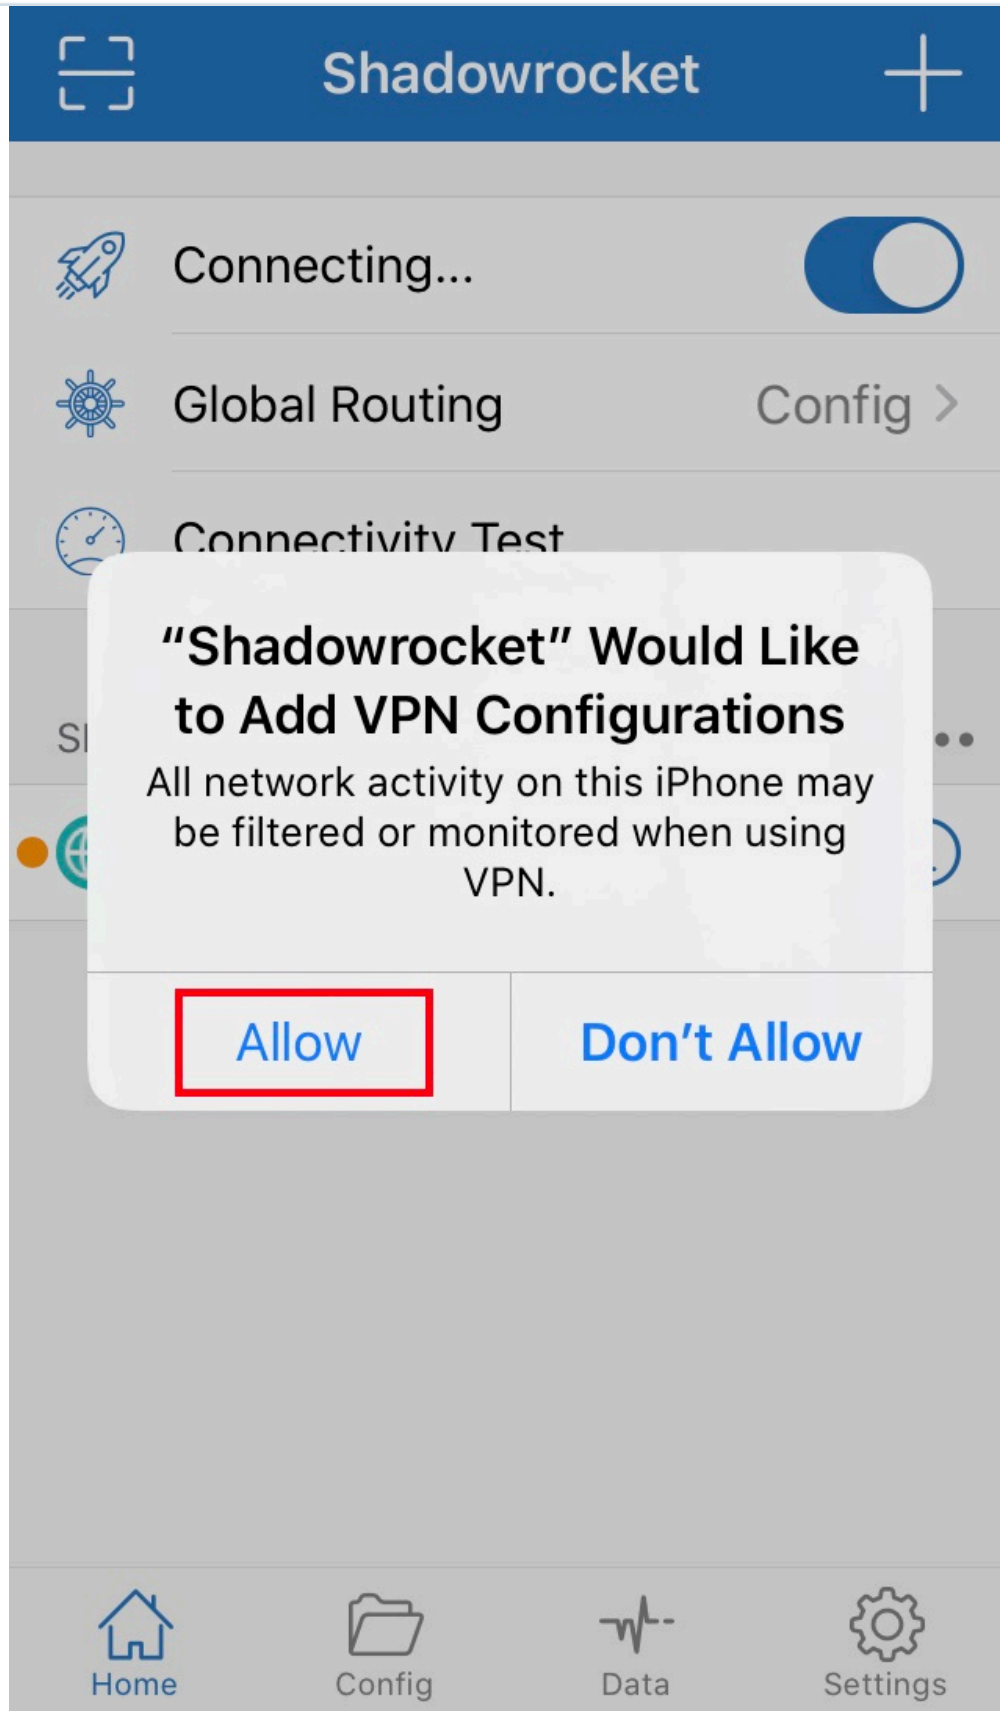 Shadowrocket
Connecting...
Global Routing Config
Connectivity Test
“Shadowrocket” Would Like
to Add VPN Configurations
All network activity on this iPhone may
be filtered or monitored when using
VPN.
Allow Don’t Allow
Home Config Data Settings